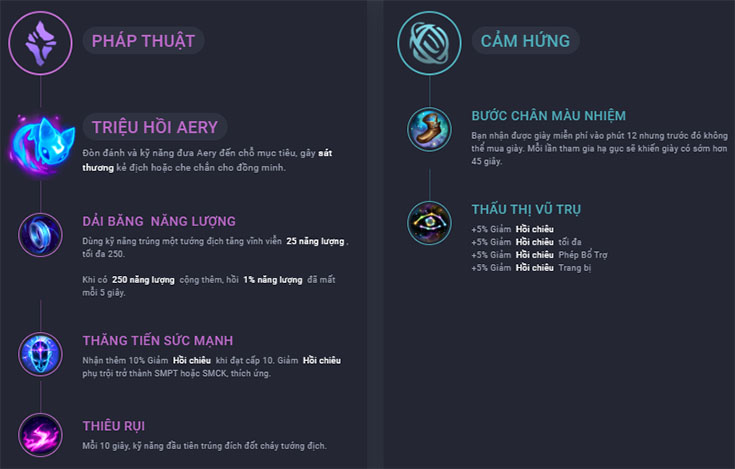 PHÁP THUẬT
TRIỆU HỒI AERY
Đòn đánh và kỹ năng đưa Aery đến chỗ mục tiêu, gây sát
thương kẻ địch hoặc che chắn cho đồng minh.
DẢI BĂNG NĂNG LƯỢNG
Dùng kỹ năng trúng một tướng địch tăng vĩnh viễn 25 năng lượng,
tối đa 250.
Khi có 250 năng lượng cộng thêm, hồi 1% năng lượng đã mất
mỗi 5 giây.
THĂNG TIẾN SỨC MẠNH
Nhận thêm 10% Giảm Hồi chiêu khi đạt cấp 10. Giảm Hồi chiêu
phụ trội trở thành SMPT hoặc SMCK, thích ứng.
THIÊU RỤI
Mỗi 10 giây, kỹ năng đầu tiên trúng đích đốt cháy tướng địch.
CẢM HỨNG
BƯỚC CHÂN MÀU NHIỆM
Bạn nhận được giày miễn phí vào phút 12 nhưng trước đó không
thể mua giày. Mỗi lần tham gia hạ gục sẽ khiến giày có sớm hơn
45 giây.
THẤU THỊ VŨ TRỤ
+5% Giảm Hồi chiêu
+5% Giảm Hồi chiêu tối đa
+5% Giảm Hồi chiêu Phép Bổ Trợ
+5% Giảm Hồi chiêu Trang bị